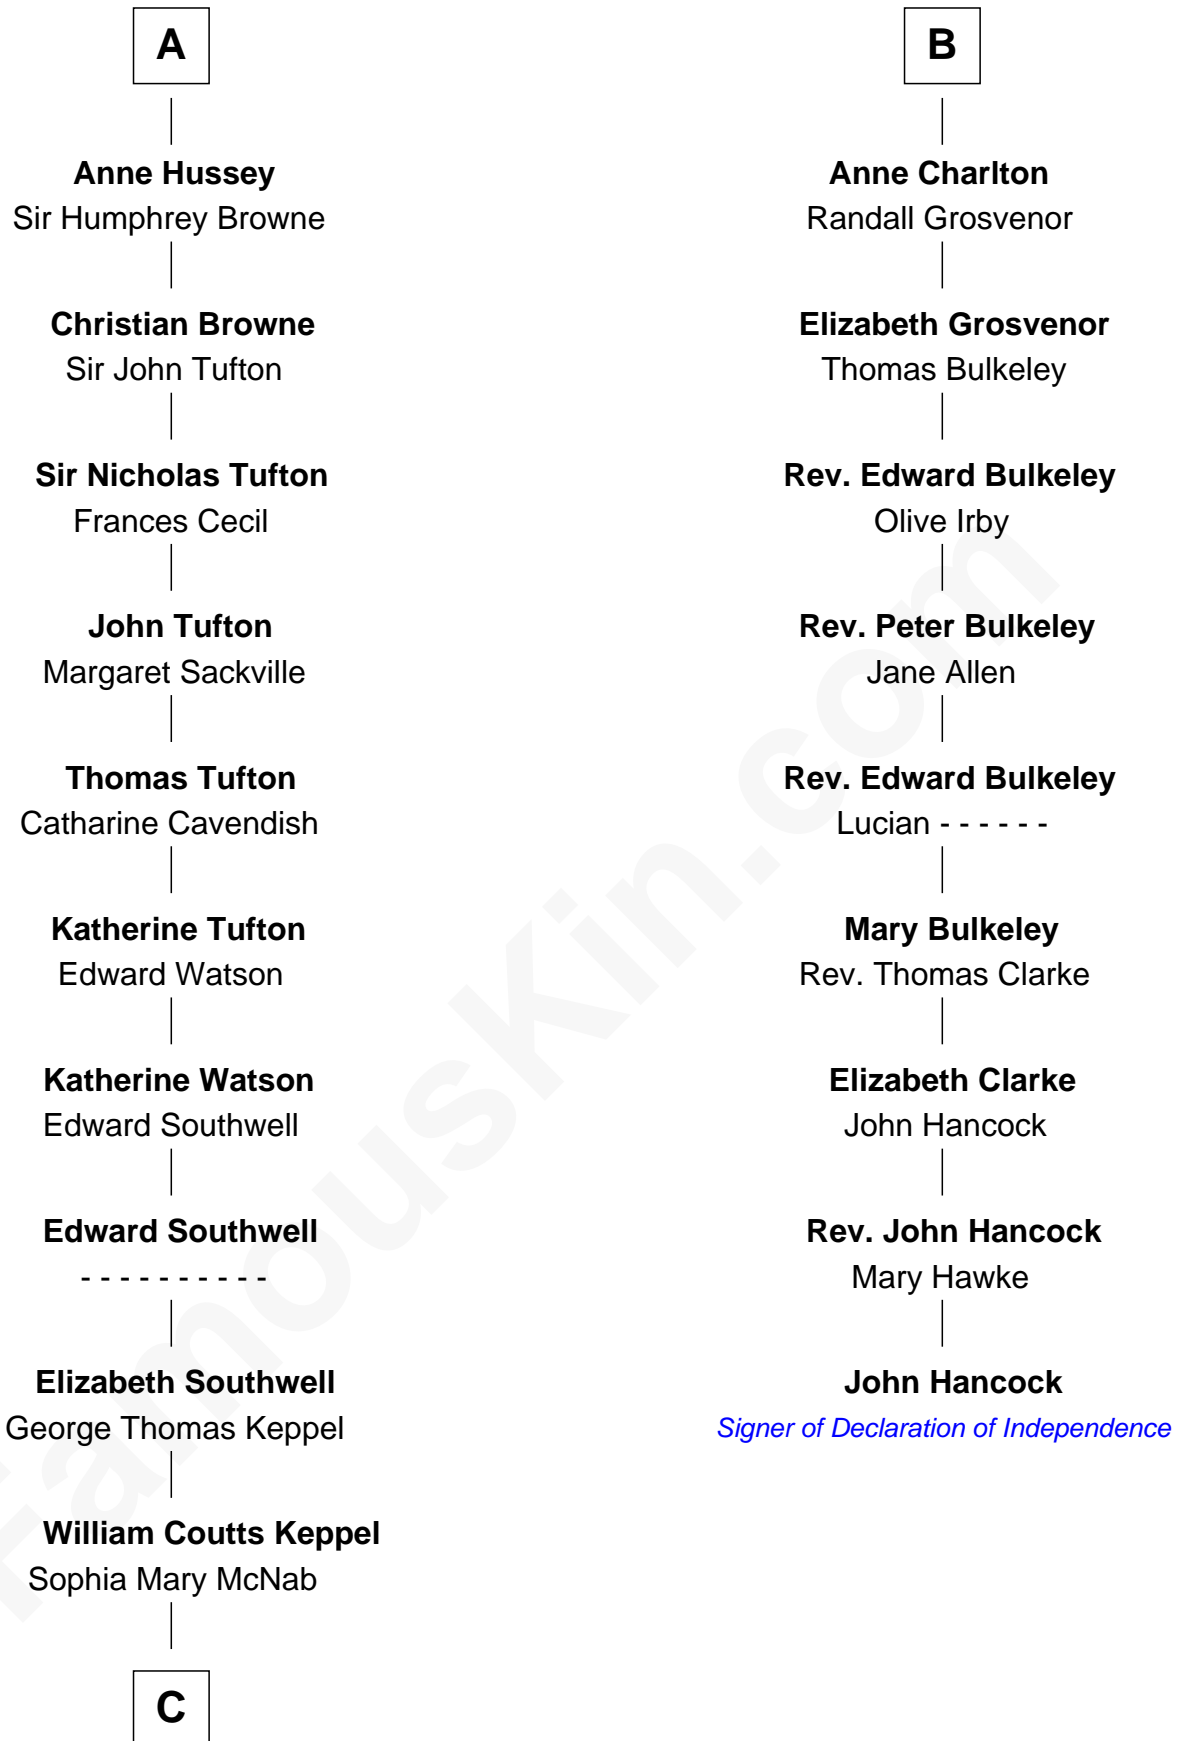 A
Anne Hussey
Sir Humphrey Browne
Christian Browne
Sir John Tufton
Sir Nicholas Tufton
Frances Cecil
John Tufton
Margaret Sackville
Thomas Tufton
Catharine Cavendish
Katherine Tufton
Edward Watson
Katherine Watson
Edward Southwell
Edward Southwell
- - - - - - - - - -
Elizabeth Southwell
George Thomas Keppel
William Coutts Keppel
Sophia Mary McNab
C
B
Anne Charlton
Randall Grosvenor
Elizabeth Grosvenor
Thomas Bulkeley
Rev. Edward Bulkeley
Olive Irby
Rev. Peter Bulkeley
Jane Allen
Rev. Edward Bulkeley
Lucian - - - - - -
Mary Bulkeley
Rev. Thomas Clarke
Elizabeth Clarke
John Hancock
Rev. John Hancock
Mary Hawke
John Hancock
Signer of Declaration of Independence
FamousKin.com